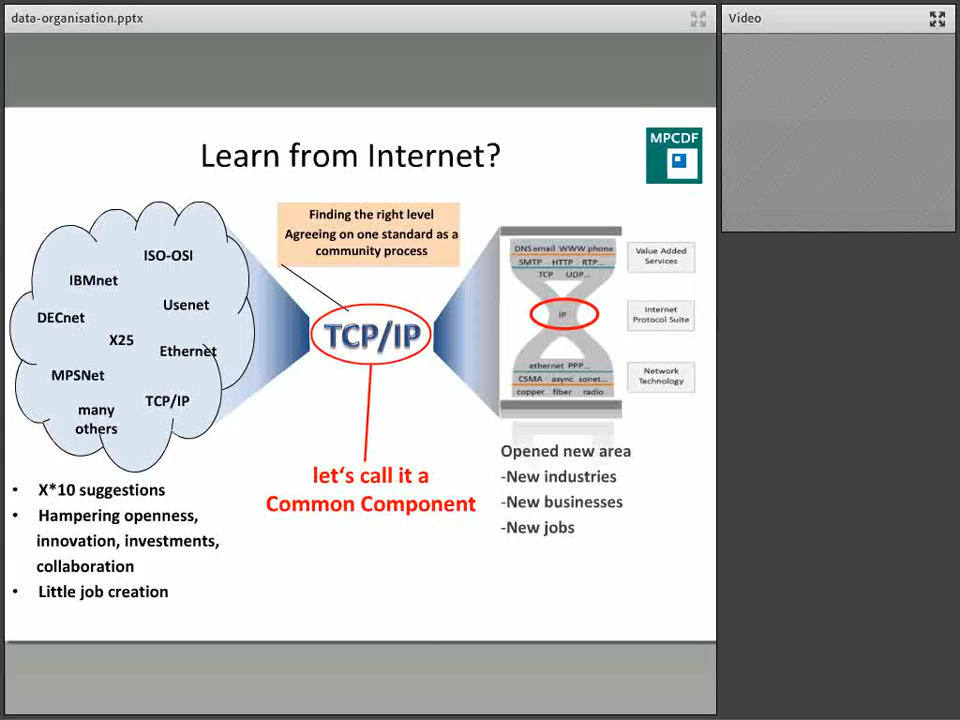 data-organisation.pptx
Video
Learn from Internet?
MPCDF
ISO-OSI
IBMnet
Usenet
DECnet
X25
Ethernet
MPSNet
TCP/IP
many
others
Finding the right level
Agreeing on one standard as a
community process
TCP/IP
let‘s call it a
Common Component
DNS email WWW phone
SMTP HTTP RTP...
TCP UDP...
IP
ethernet PPP...
CSMA async sonet...
copper fiber radio
Value Added
Services
Internet
Protocol Suite
Network
Technology
• X*10 suggestions
• Hampering openness,
innovation, investments,
collaboration
• Little job creation
Opened new area
-New industries
-New businesses
-New jobs